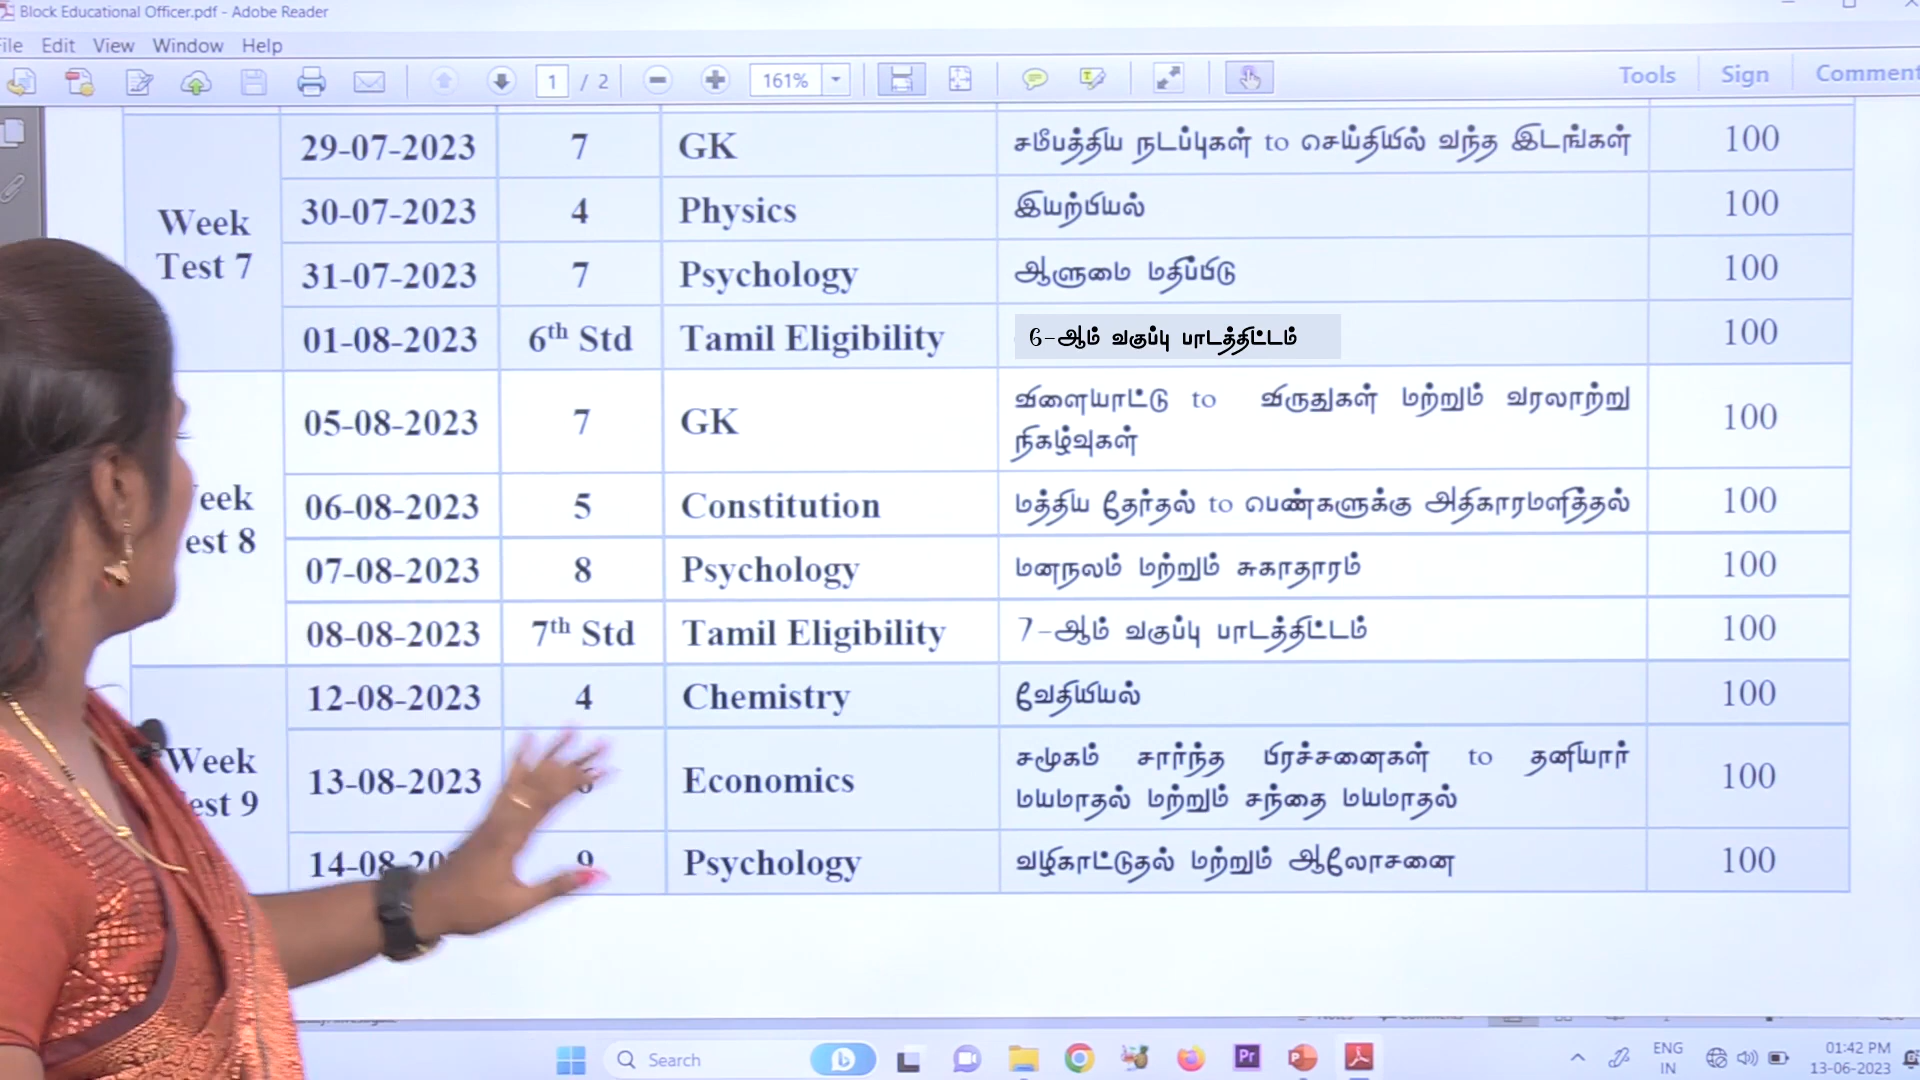 Block Educational Officer.pdf - Adobe Reader
File Edit View Window Help
1 / 2 161% Tools Sign Comment
Week Test 7
29-07-2023 7 GK சமீபத்திய நடப்புகள் to செய்தியில் வந்த இடங்கள் 100
30-07-2023 4 Physics இயற்பியல் 100
31-07-2023 7 Psychology ஆளுமை மதிப்பீடு 100
01-08-2023 6th Std Tamil Eligibility 6-ஆம் வகுப்பு பாடத்திட்டம் 100
eek est 8
05-08-2023 7 GK விளையாட்டு to விருதுகள் மற்றும் வரலாற்று
நிகழ்வுகள் 100
06-08-2023 5 Constitution மத்திய தேர்தல் to பெண்களுக்கு அதிகாரமளித்தல் 100
07-08-2023 8 Psychology மனநலம் மற்றும் சுகாதாரம் 100
08-08-2023 7th Std Tamil Eligibility 7-ஆம் வகுப்பு பாடத்திட்டம் 100
Week est 9
12-08-2023 4 Chemistry வேதியியல் 100
13-08-2023 Economics சமூகம் சார்ந்த பிரச்சனைகள் to தனியார்
மயமாதல் மற்றும் சந்தை மயமாதல் 100
14-08-20 9 Psychology வழிகாட்டுதல் மற்றும் ஆலோசனை 100
Search
Pr
ENG
IN
01:42 PM
13-06-2023